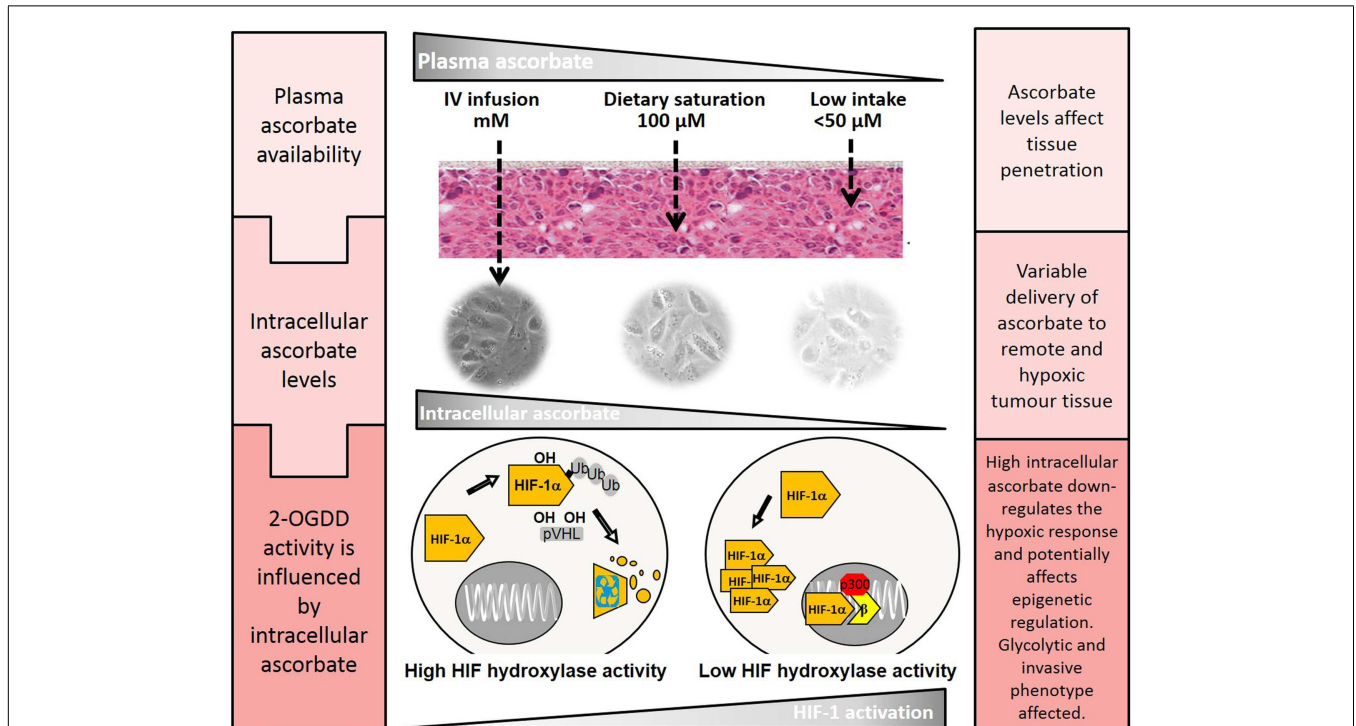 Plasma
ascorbate
availability
Intracellular
ascorbate
levels
2-OGDD
activity is
influenced
by
intracellular
ascorbate
Plasma ascorbate
IV infusion
mM
Dietary saturation
100 µM
Low intake
<50 µM
Intracellular ascorbate
OH
HIF-1α
Ub
Ub
Ub
HIF-1α
OH OH
pVHL
High HIF hydroxylase activity
HIF-1α
HIF-1α
HIF-
HIF-1α
HIF-1α
p300
HIF-1α
β
Low HIF hydroxylase activity
HIF-1 activation
Ascorbate
levels affect
tissue
penetration
Variable
delivery of
ascorbate to
remote and
hypoxic
tumour tissue
High intracellular
ascorbate down-
regulates the
hypoxic response
and potentially
affects
epigenetic
regulation.
Glycolytic and
invasive
phenotype
affected.